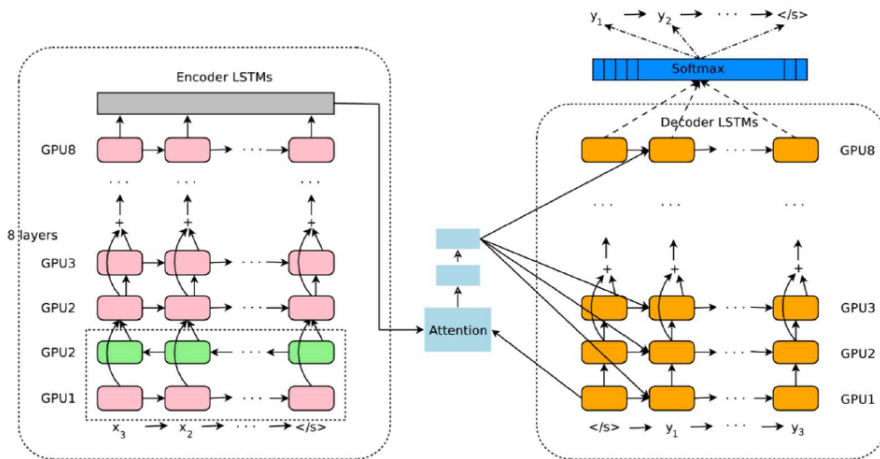 y₁ → y₂ → · · · → </s>
Softmax
Encoder LSTMs
Decoder LSTMs
GPU8
GPU8
· · · · · · · · ·
· · · · · · · · ·
+ + +
+ + +
8 layers
GPU3
GPU3
GPU2
Attention
GPU2
GPU2
GPU1
GPU1
x₃ → x₂ → · · · → </s>
</s> → y₁ → · · · → y₃